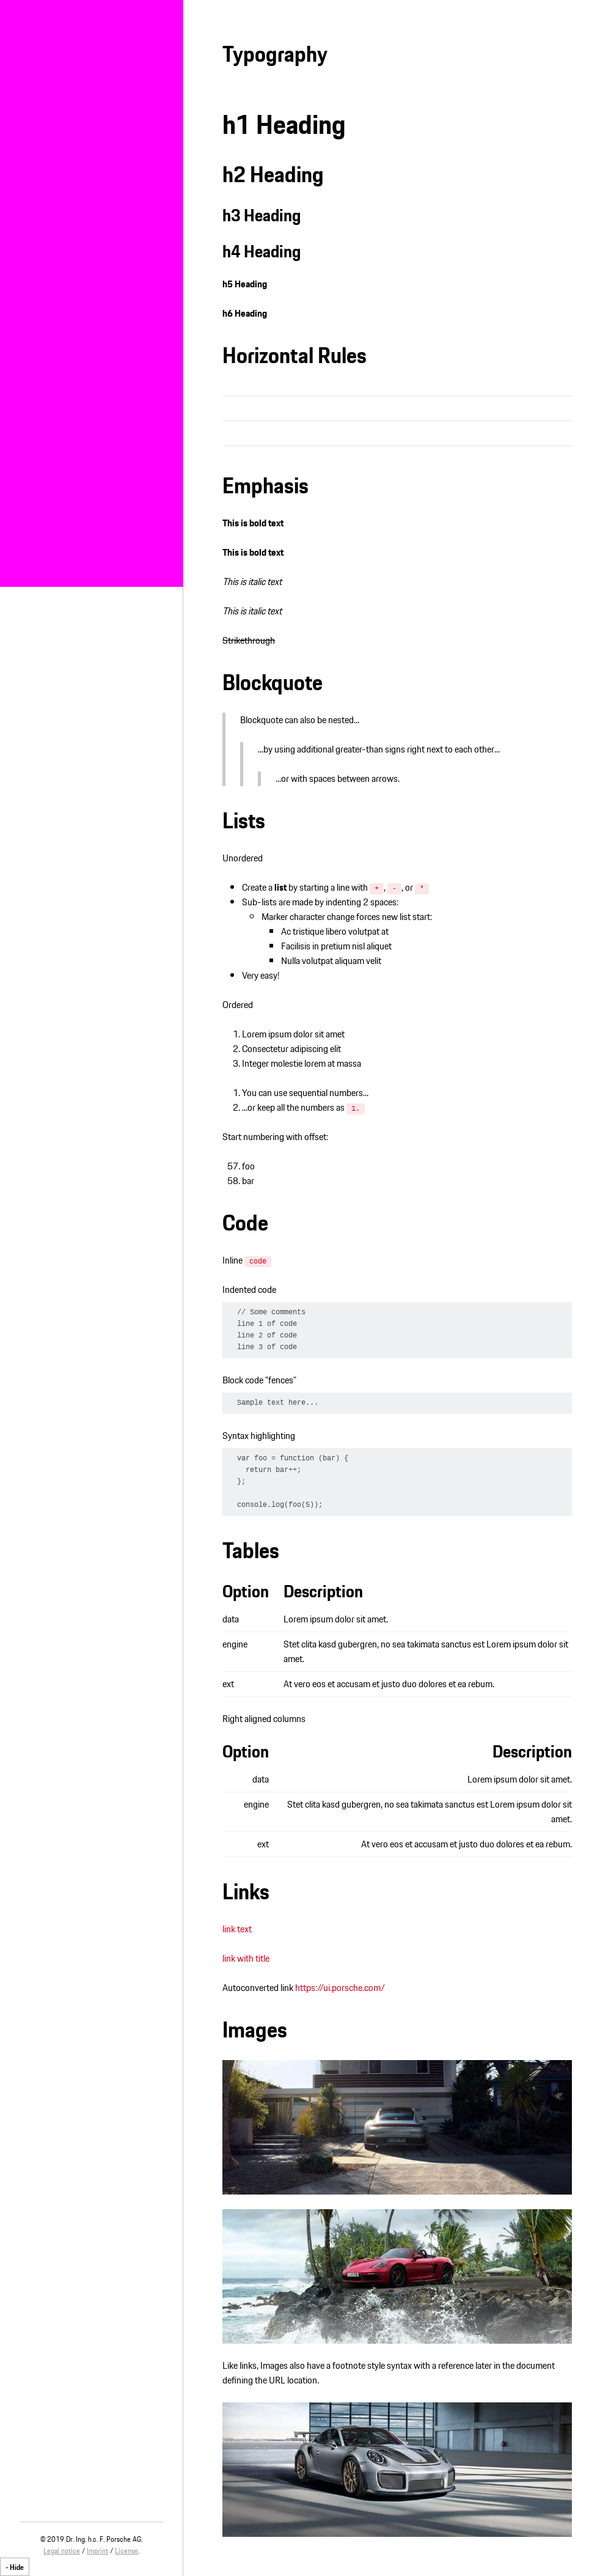 Typography
h1 Heading
h2 Heading
h3 Heading
h4 Heading
h5 Heading
h6 Heading
Horizontal Rules
Emphasis
This is bold text
This is bold text
This is italic text
This is italic text
Strikethrough
Blockquote
Blockquote can also be nested...
...by using additional greater-than signs right next to each other...
...or with spaces between arrows.
Lists
Unordered
Create a list by starting a line with + , - , or *
Sub-lists are made by indenting 2 spaces:
Marker character change forces new list start:
Ac tristique libero volutpat at
Facilisis in pretium nisl aliquet
Nulla volutpat aliquam velit
Very easy!
Ordered
1. Lorem ipsum dolor sit amet
2. Consectetur adipiscing elit
3. Integer molestie lorem at massa
1. You can use sequential numbers...
2. ...or keep all the numbers as 1.
Start numbering with offset:
57. foo
58. bar
Code
Inline code
Indented code
// Some comments
line 1 of code
line 2 of code
line 3 of code
Block code "fences"
Sample text here...
Syntax highlighting
var foo = function (bar) {
  return bar++;
};
console.log(foo(5));
Tables
Option Description
data Lorem ipsum dolor sit amet.
engine Stet clita kasd gubergren, no sea takimata sanctus est Lorem ipsum dolor sit
amet.
ext At vero eos et accusam et justo duo dolores et ea rebum.
Right aligned columns
Option Description
data Lorem ipsum dolor sit amet.
engine Stet clita kasd gubergren, no sea takimata sanctus est Lorem ipsum dolor sit
amet.
ext At vero eos et accusam et justo duo dolores et ea rebum.
Links
link text
link with title
Autoconverted link https://ui.porsche.com/
Images
Like links, Images also have a footnote style syntax with a reference later in the document
defining the URL location.
© 2019 Dr. Ing. h.c. F. Porsche AG.
Legal notice / Imprint / License.
- Hide